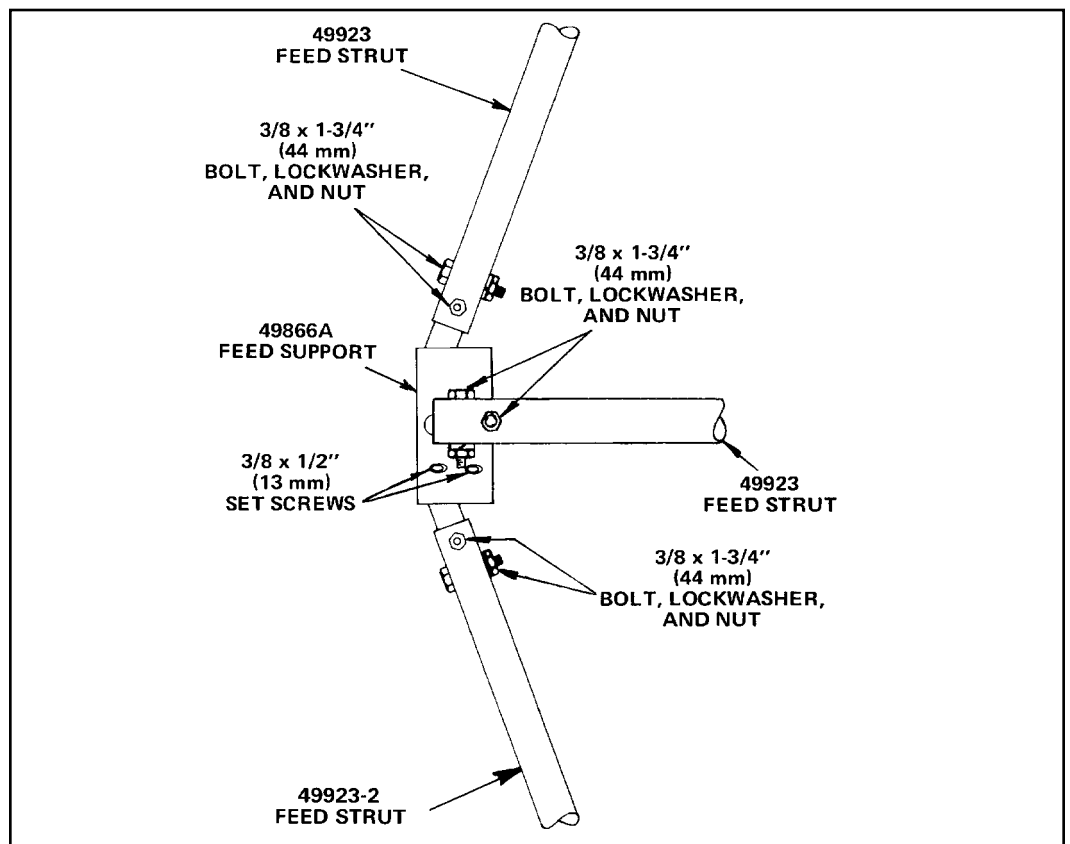 49923
FEED STRUT
3/8 x 1-3/4"
(44 mm)
BOLT, LOCKWASHER,
AND NUT
3/8 x 1-3/4"
(44 mm)
BOLT, LOCKWASHER,
AND NUT
49866A
FEED SUPPORT
3/8 x 1/2"
(13 mm)
SET SCREWS
49923
FEED STRUT
3/8 x 1-3/4"
(44 mm)
BOLT, LOCKWASHER,
AND NUT
49923-2
FEED STRUT